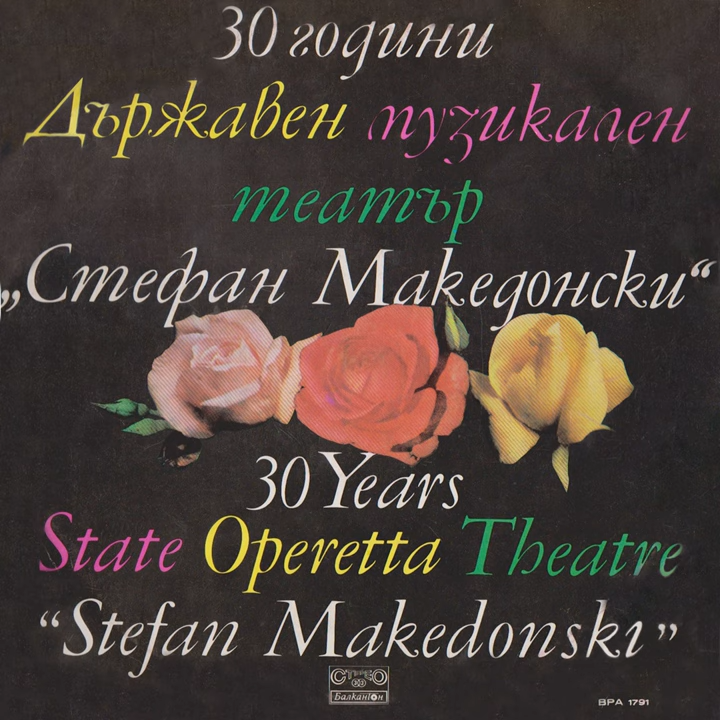 30 години
Държавен музикален
театър
„Стефан Македонски“
30 Years
State Operetta Theatre
“Stefan Makedonski”
СТЕРЕО
Балкантон
ВРА 1791